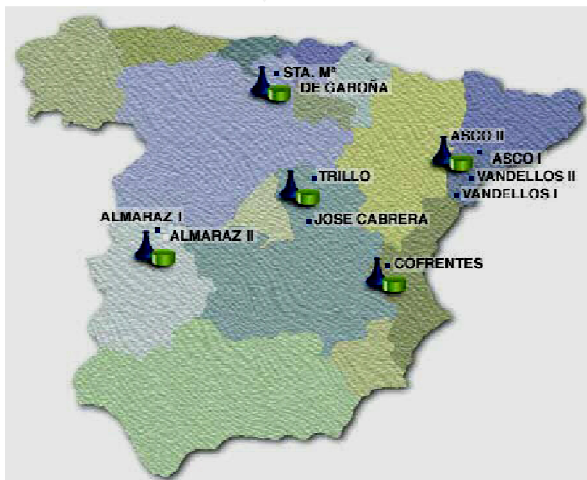 STA. Mª
DE GAROÑA
ASCO II
ASCO I
VANDELLOS II
VANDELLOS I
TRILLO
JOSE CABRERA
ALMARAZ I
ALMARAZ II
COFRENTES